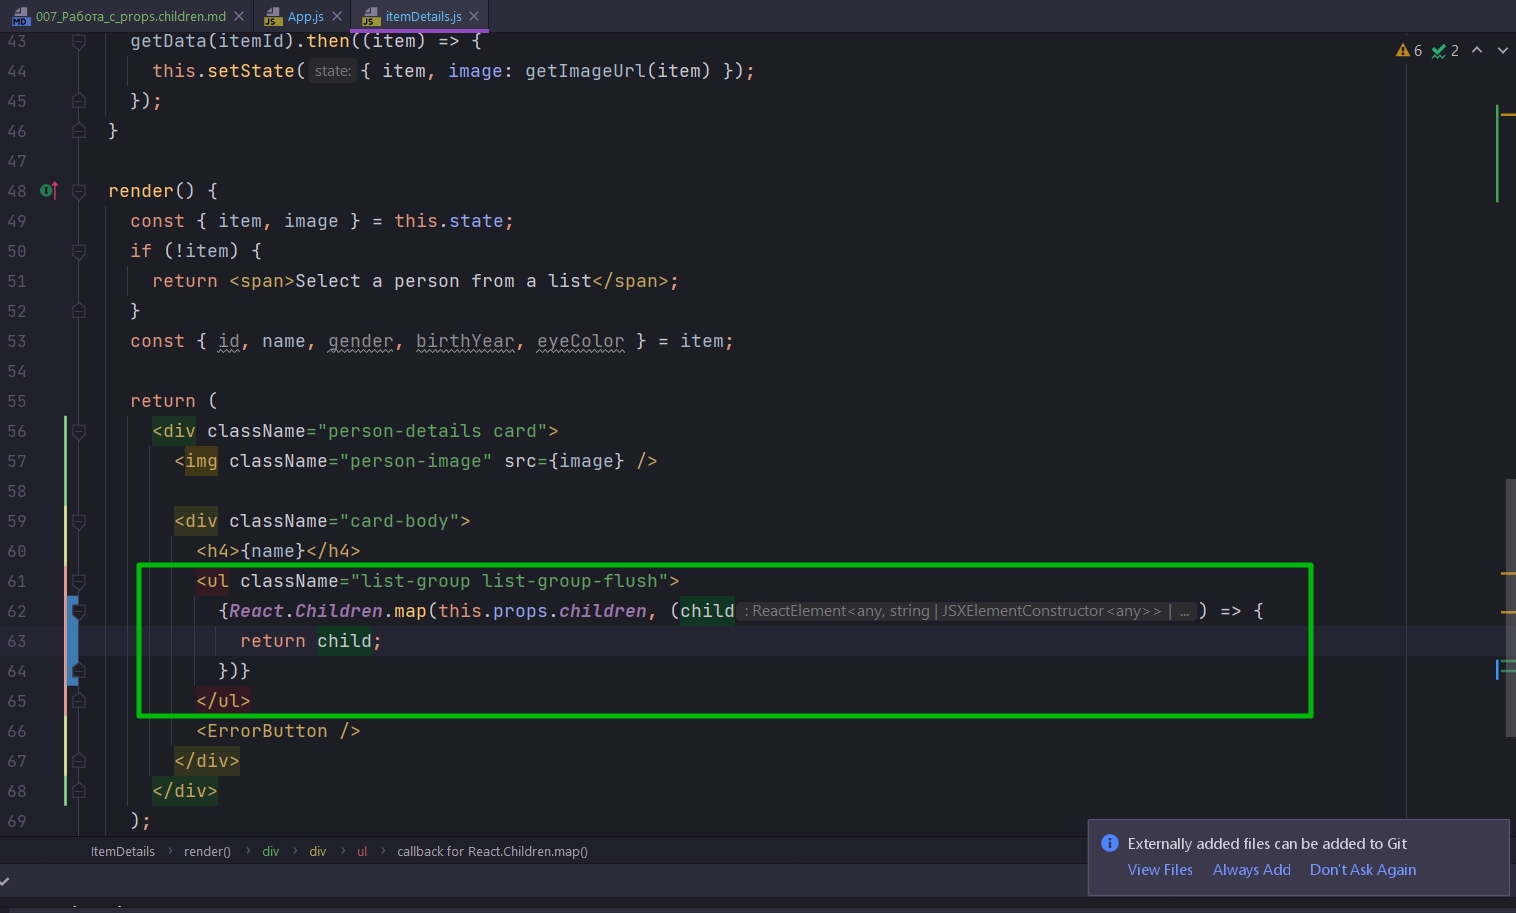 007_Работа_с_props.children.md App.js itemDetails.js
6 2
43 getData(itemId).then((item) => {
44 this.setState( state: { item, image: getImageUrl(item) });
45 });
46 }
47
48 render() {
49 const { item, image } = this.state;
50 if (!item) {
51 return <span>Select a person from a list</span>;
52 }
53 const { id, name, gender, birthYear, eyeColor } = item;
54
55 return (
56 <div className="person-details card">
57 <img className="person-image" src={image} />
58
59 <div className="card-body">
60 <h4>{name}</h4>
61 <ul className="list-group list-group-flush">
62 {React.Children.map(this.props.children, (child : ReactElement<any, string | JSXElementConstructor<any>> | ... ) => {
63 return child;
64 })}
65 </ul>
66 <ErrorButton />
67 </div>
68 </div>
69 );
ItemDetails › render() › div › div › ul › callback for React.Children.map()
Externally added files can be added to Git
View Files Always Add Don't Ask Again